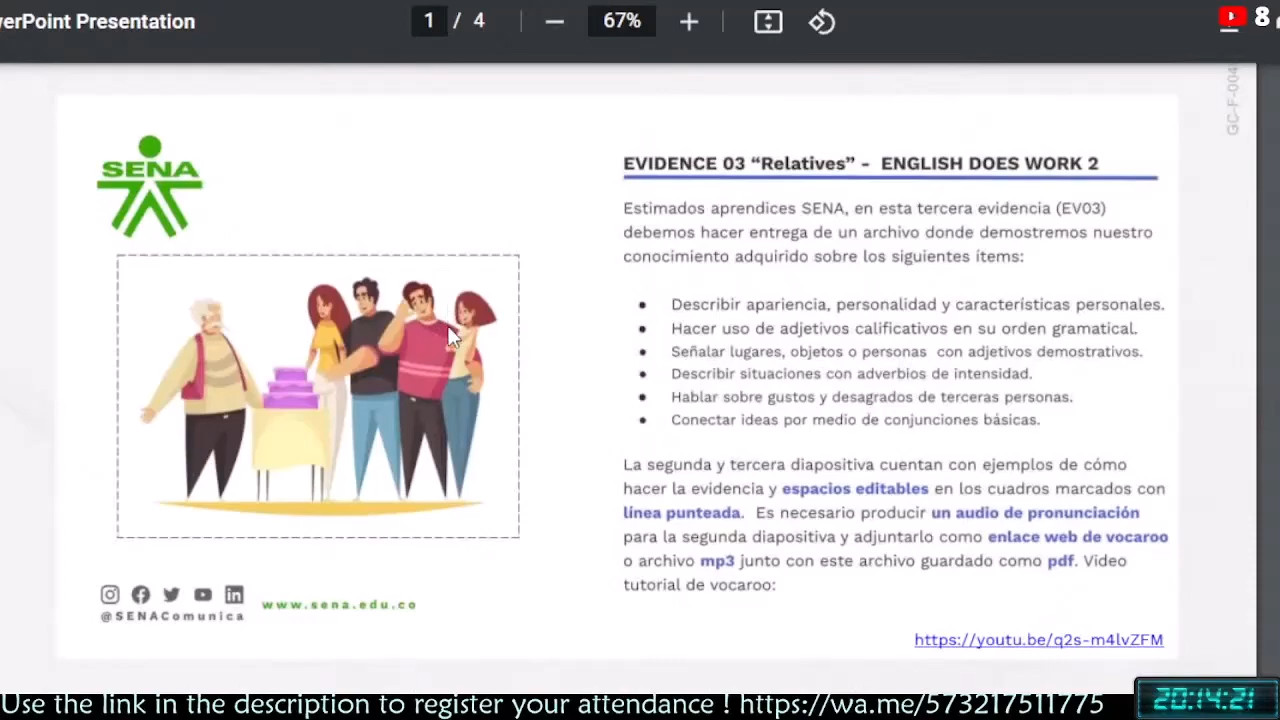 erPoint Presentation
1 / 4
67%
8
GC-F-004
SENA
EVIDENCE 03 “Relatives” - ENGLISH DOES WORK 2
Estimados aprendices SENA, en esta tercera evidencia (EV03)
debemos hacer entrega de un archivo donde demostremos nuestro
conocimiento adquirido sobre los siguientes ítems:
● Describir apariencia, personalidad y características personales.
● Hacer uso de adjetivos calificativos en su orden gramatical.
● Señalar lugares, objetos o personas con adjetivos demostrativos.
● Describir situaciones con adverbios de intensidad.
● Hablar sobre gustos y desagrados de terceras personas.
● Conectar ideas por medio de conjunciones básicas.
La segunda y tercera diapositiva cuentan con ejemplos de cómo
hacer la evidencia y espacios editables en los cuadros marcados con
línea punteada. Es necesario producir un audio de pronunciación
para la segunda diapositiva y adjuntarlo como enlace web de vocaroo
o archivo mp3 junto con este archivo guardado como pdf. Video
tutorial de vocaroo:
https://youtu.be/q2s-m4lvZFM
@SENAComunica
www.sena.edu.co
Use the link in the description to register your attendance ! https://wa.me/573217511775
20:14:21